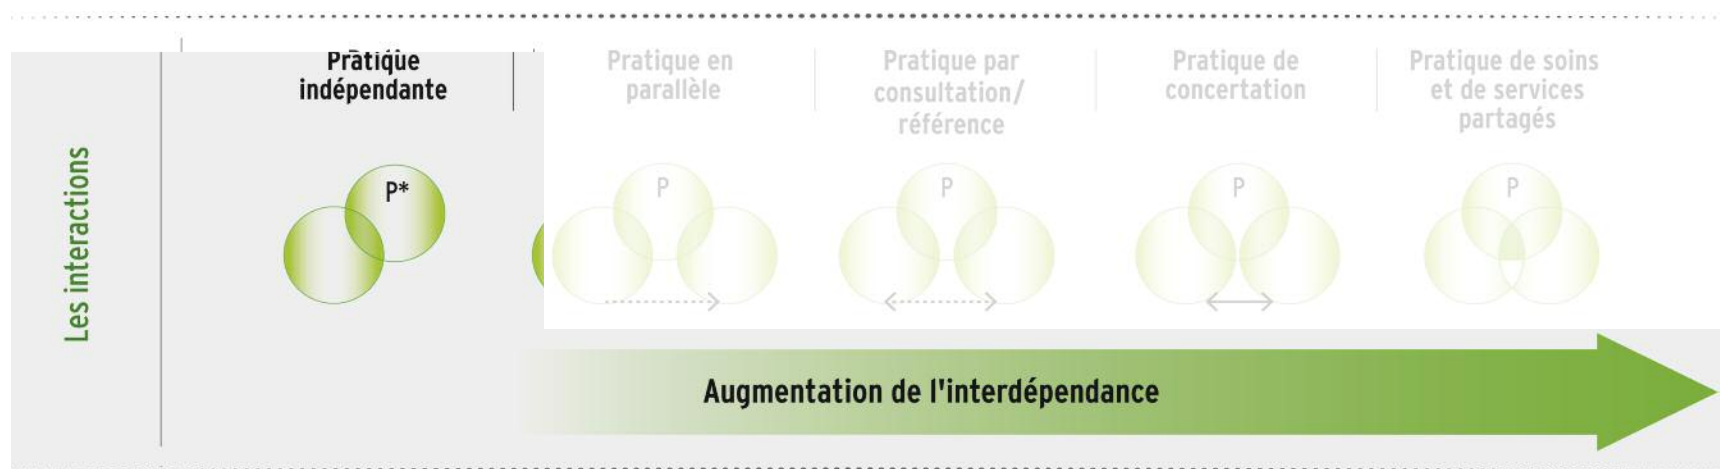 Pratique
indépendante
Pratique en
parallèle
Pratique par
consultation/
référence
Pratique de
concertation
Pratique de soins
et de services
partagés
Les interactions
P*
P
P
P
P
Augmentation de l'interdépendance